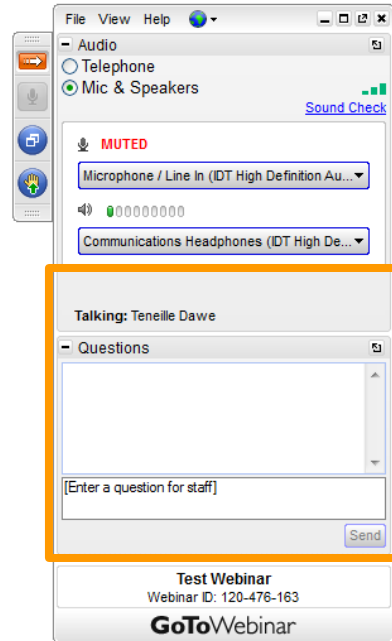 File View Help
Audio
Telephone
Mic & Speakers
Sound Check
MUTED
Microphone / Line In (IDT High Definition Au...
Communications Headphones (IDT High De...
Talking: Teneille Dawe
Questions
[Enter a question for staff]
Send
Test Webinar
Webinar ID: 120-476-163
GoToWebinar